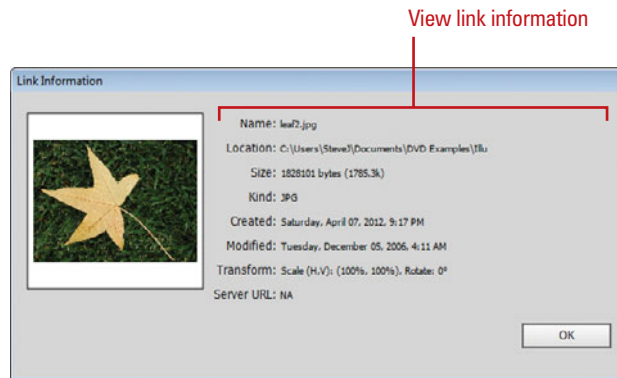 View link information
Link Information
Name: leaf2.jpg
Location: C:\Users\SteveJ\Documents\DVD Examples\Illu
Size: 1828101 bytes (1785.3k)
Kind: JPG
Created: Saturday, April 07, 2012, 9:17 PM
Modified: Tuesday, December 05, 2006, 4:11 AM
Transform: Scale (H,V): (100%, 100%), Rotate: 0°
Server URL: NA
OK